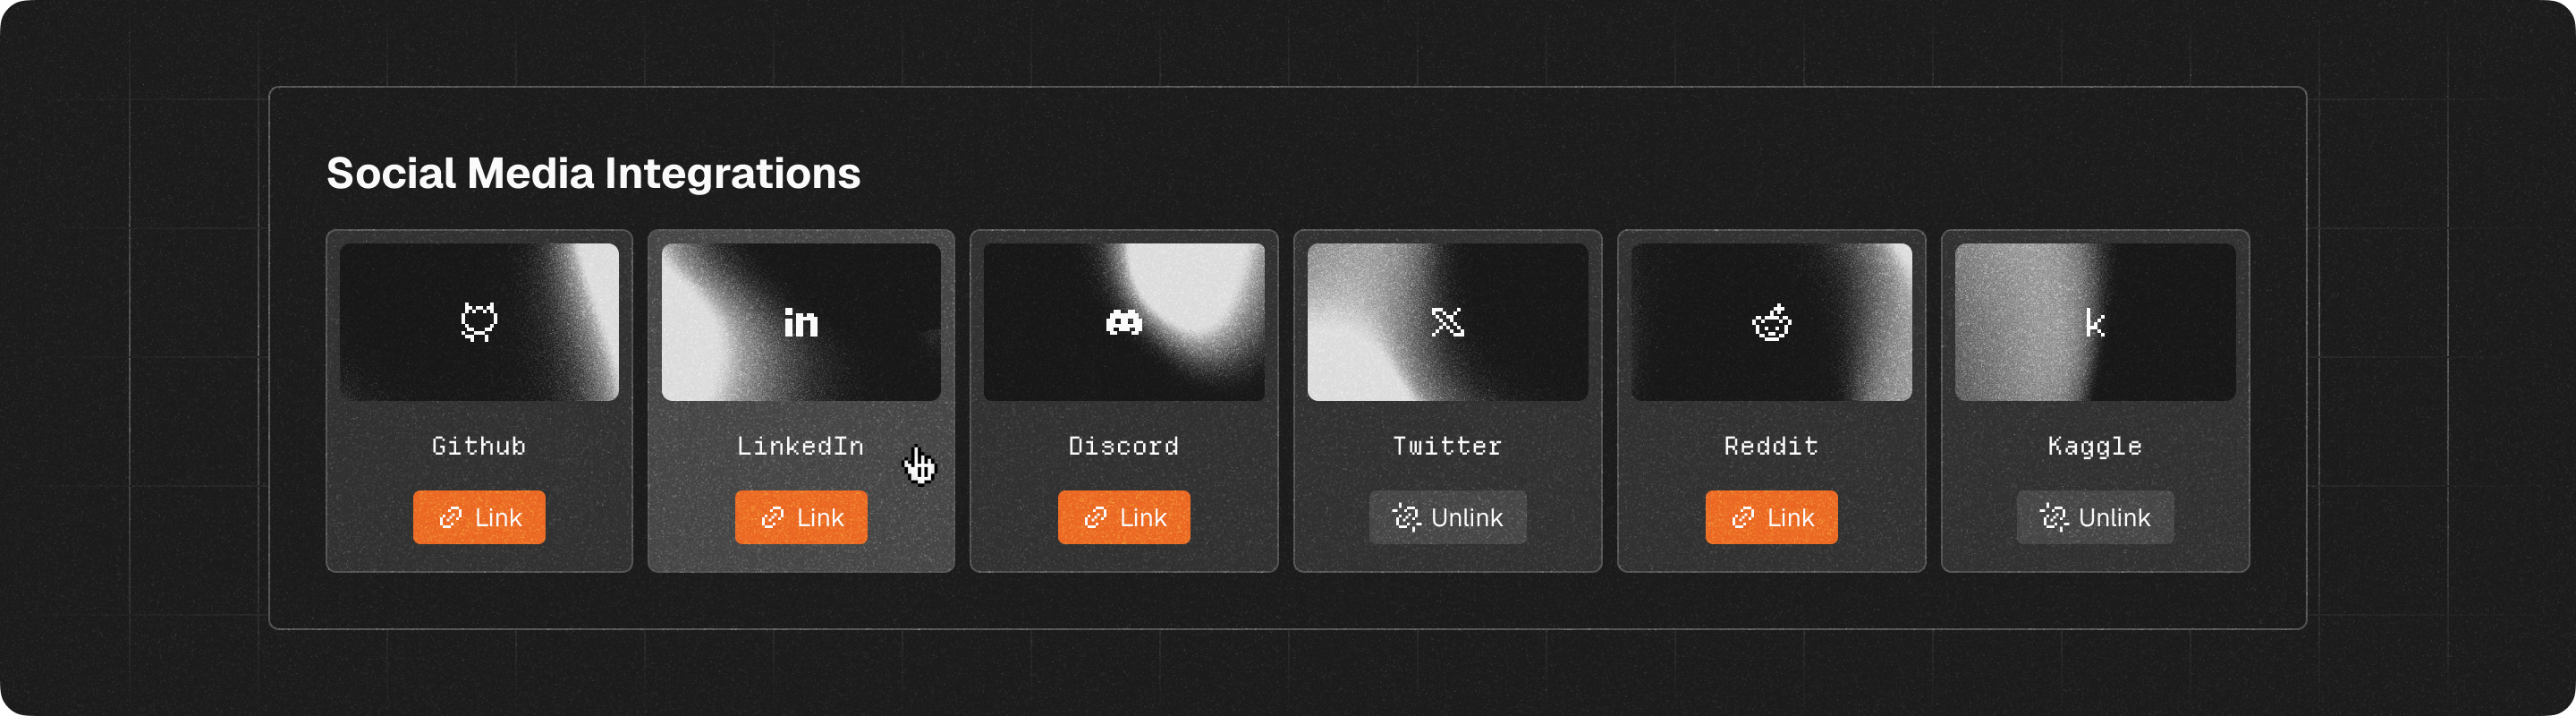 Social Media Integrations
in
k
Github
LinkedIn
Discord
Twitter
Reddit
Kaggle
Link
Link
Link
Unlink
Link
Unlink